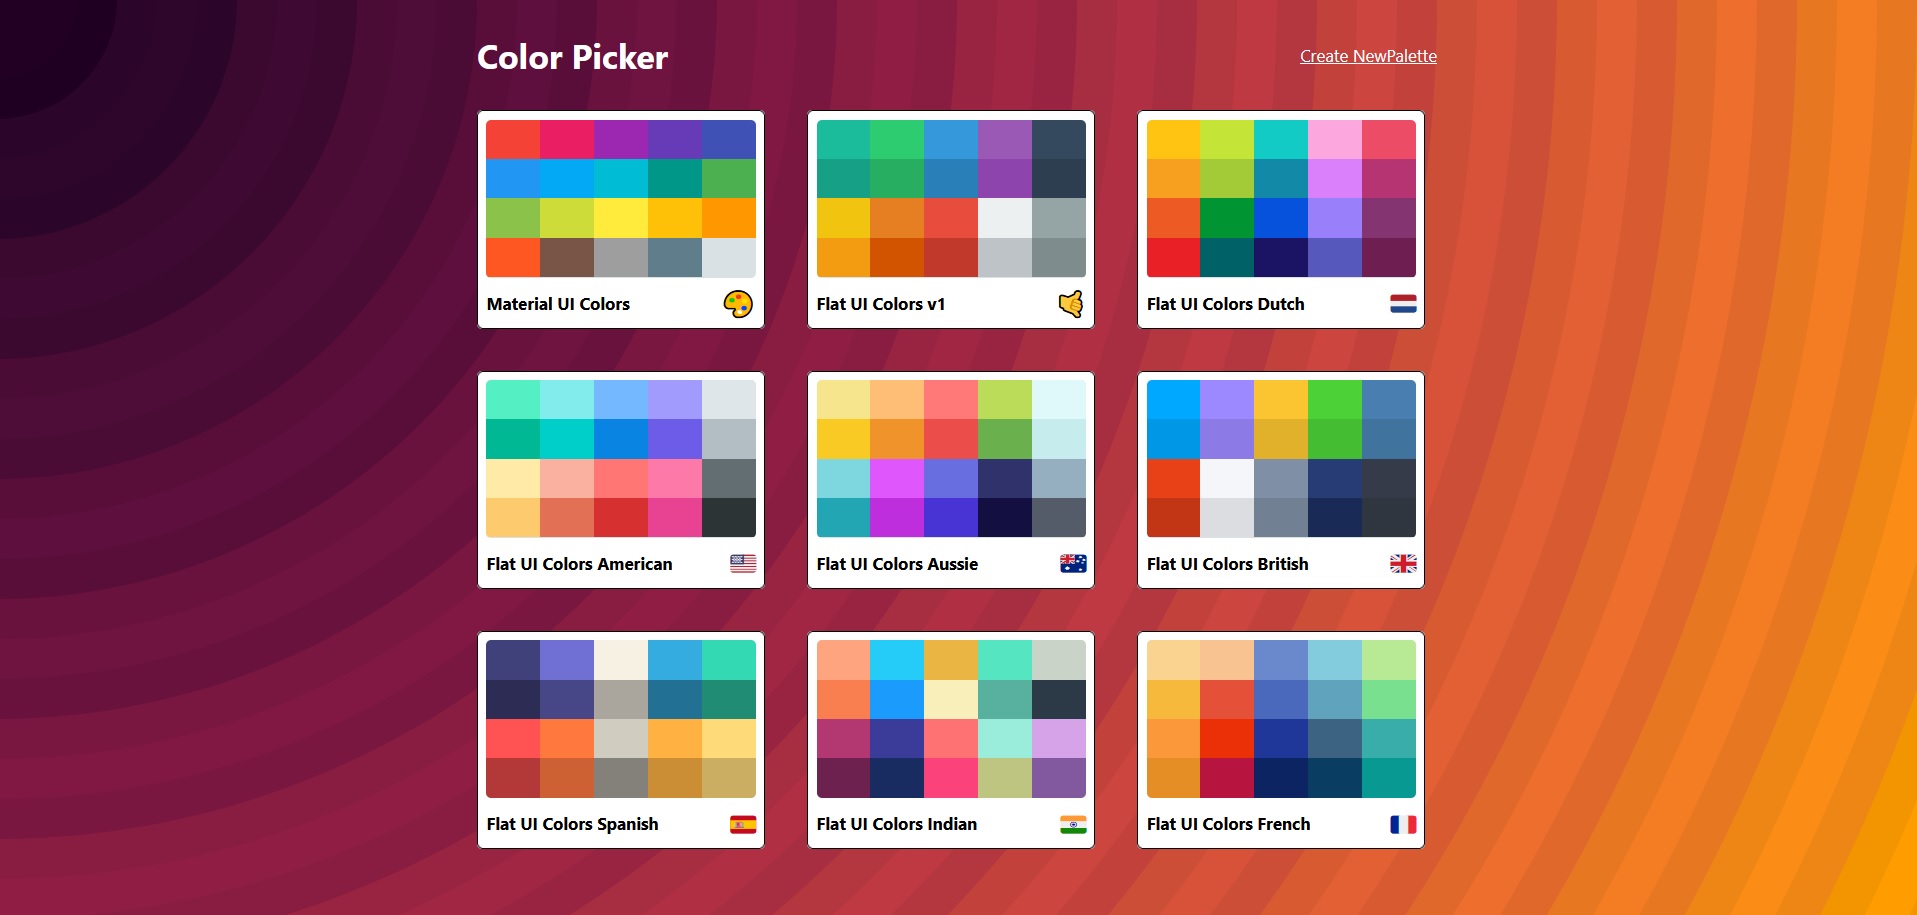 Color Picker
Create NewPalette
Material UI Colors
Flat UI Colors v1
Flat UI Colors Dutch
Flat UI Colors American
Flat UI Colors Aussie
Flat UI Colors British
Flat UI Colors Spanish
Flat UI Colors Indian
Flat UI Colors French